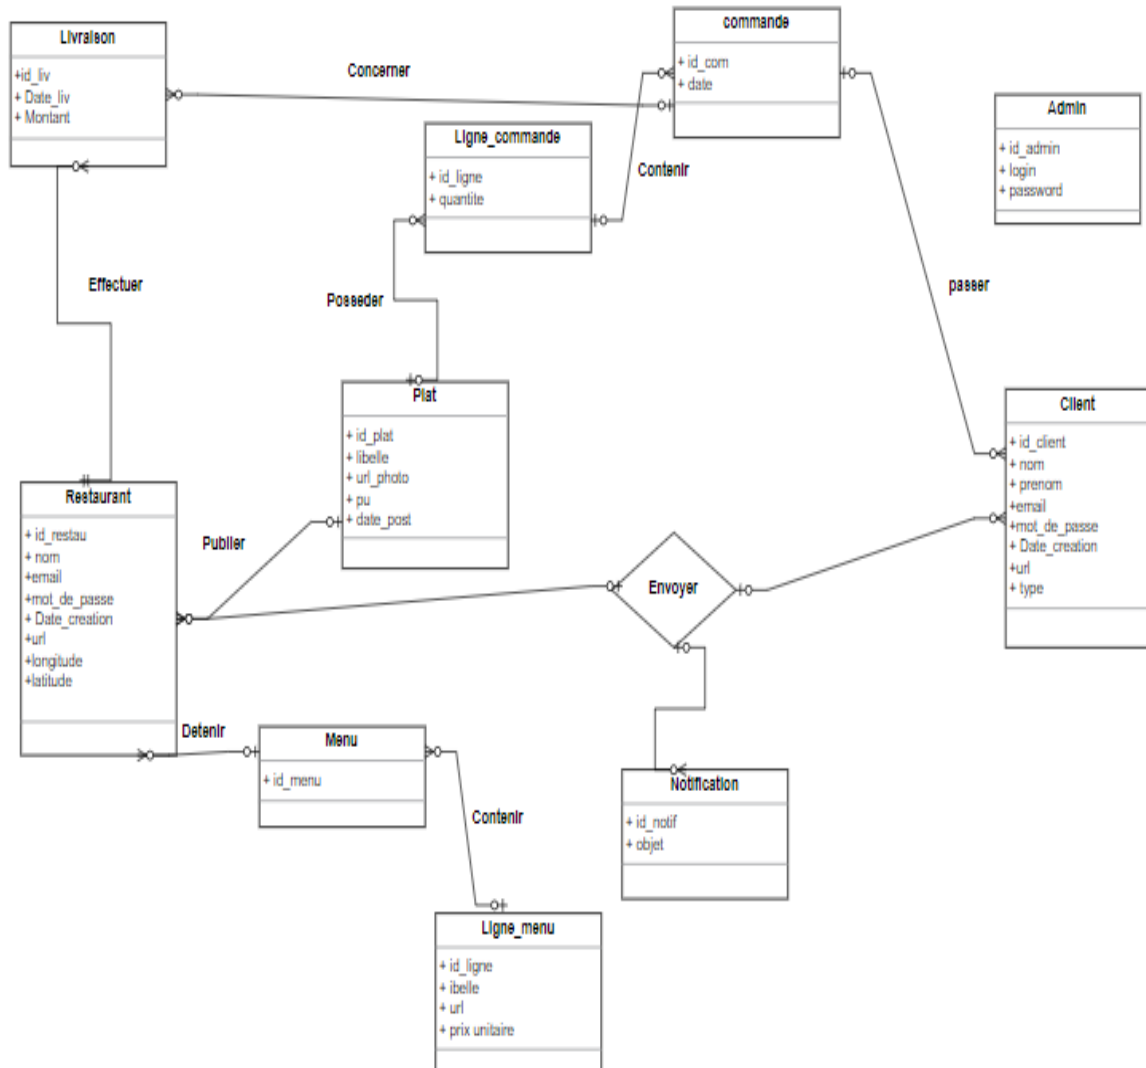 Livraison
+id_liv
+ Date_liv
+ Montant
Concerner
commande
+ id_com
+ date
Admin
+ id_admin
+ login
+ password
Ligne_commande
+ id_ligne
+ quantite
Contenir
Effectuer
Posseder
passer
Plat
+ id_plat
+ libelle
+ url_photo
+ pu
+ date_post
Client
+ id_client
+ nom
+ prenom
+email
+mot_de_passe
+ Date_creation
+url
+ type
Restaurant
+ id_restau
+ nom
+email
+mot_de_passe
+ Date_creation
+url
+longitude
+latitude
Publier
Envoyer
Detenir
Menu
+ id_menu
Contenir
Notification
+ id_notif
+ objet
Ligne_menu
+ id_ligne
+ ibelle
+ url
+ prix unitaire